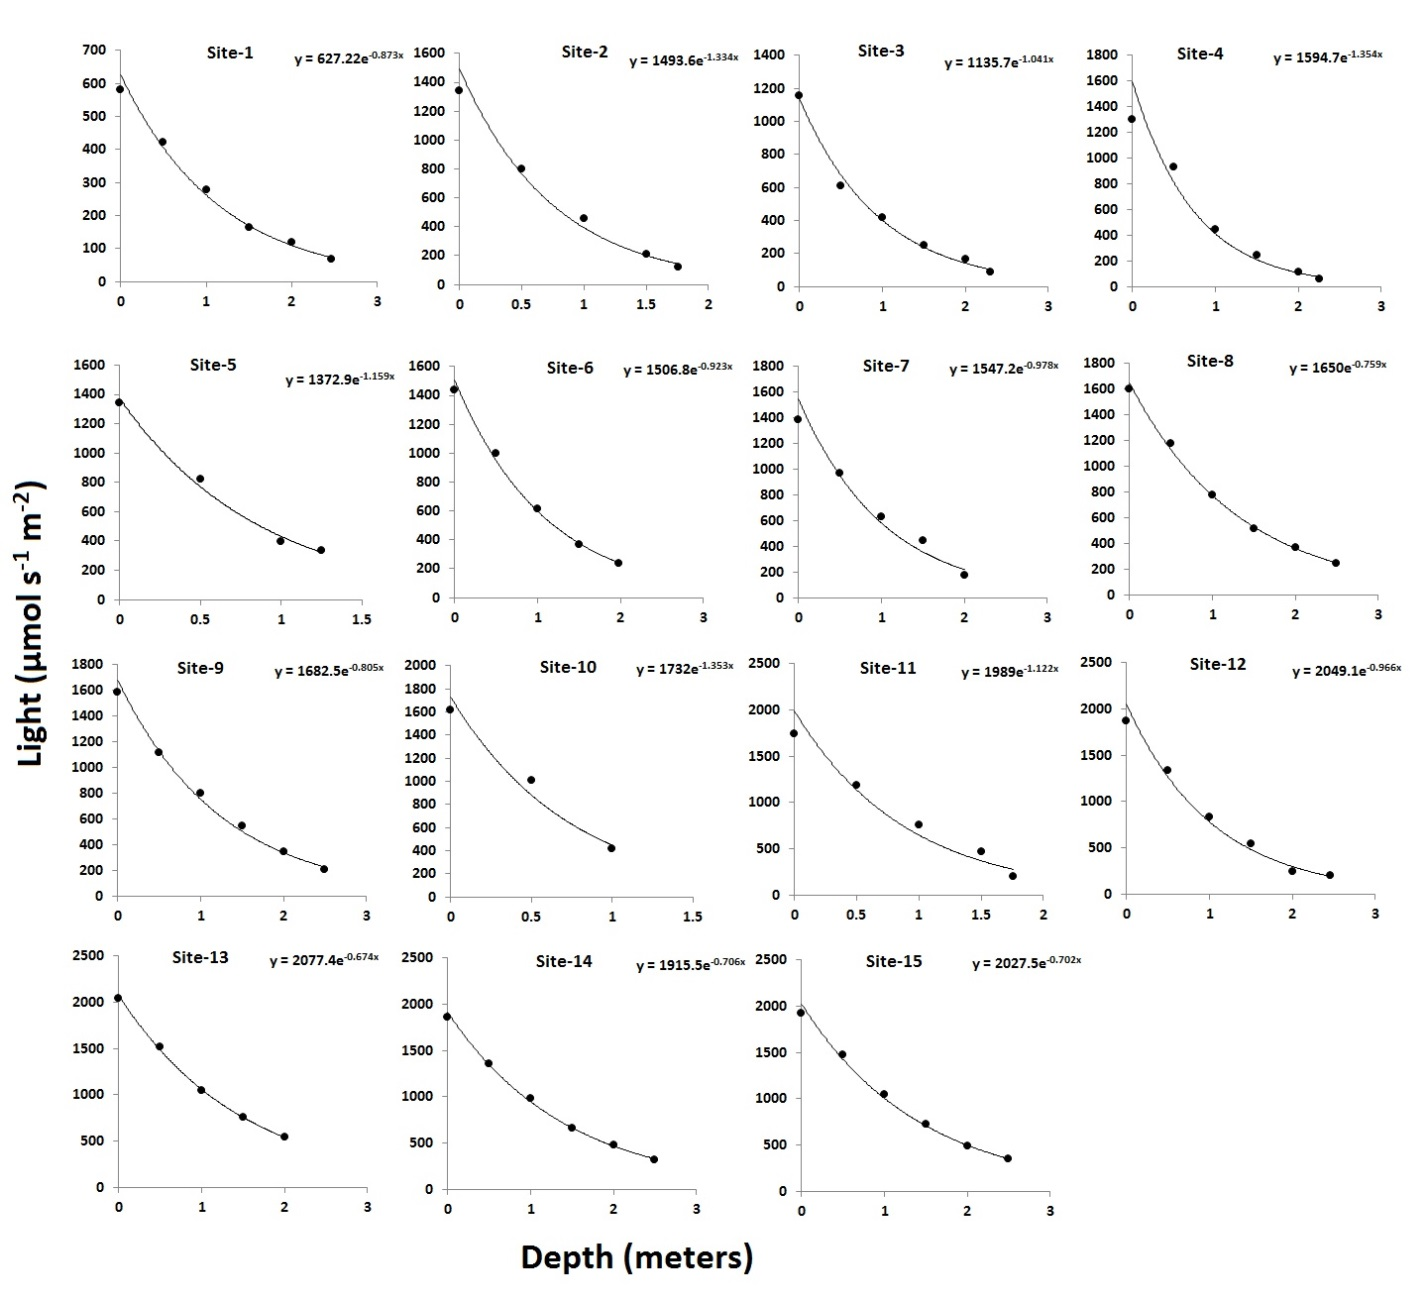 Light (µmol s⁻¹ m⁻²)
Site-1
y = 627.22e^-0.873x
700
600
500
400
300
200
100
0
0 1 2 3
Site-2
y = 1493.6e^-1.334x
1600
1400
1200
1000
800
600
400
200
0
0 0.5 1 1.5 2
Site-3
y = 1135.7e^-1.041x
1400
1200
1000
800
600
400
200
0
0 1 2 3
Site-4
y = 1594.7e^-1.354x
1800
1600
1400
1200
1000
800
600
400
200
0
0 1 2 3
Site-5
y = 1372.9e^-1.159x
1600
1400
1200
1000
800
600
400
200
0
0 0.5 1 1.5
Site-6
y = 1506.8e^-0.923x
1600
1400
1200
1000
800
600
400
200
0
0 1 2 3
Site-7
y = 1547.2e^-0.978x
1800
1600
1400
1200
1000
800
600
400
200
0
0 1 2 3
Site-8
y = 1650e^-0.759x
1800
1600
1400
1200
1000
800
600
400
200
0
0 1 2 3
Site-9
y = 1682.5e^-0.805x
1800
1600
1400
1200
1000
800
600
400
200
0
0 1 2 3
Site-10
y = 1732e^-1.353x
2000
1800
1600
1400
1200
1000
800
600
400
200
0
0 0.5 1 1.5
Site-11
y = 1989e^-1.122x
2500
2000
1500
1000
500
0
0 0.5 1 1.5 2
Site-12
y = 2049.1e^-0.966x
2500
2000
1500
1000
500
0
0 1 2 3
Site-13
y = 2077.4e^-0.674x
2500
2000
1500
1000
500
0
0 1 2 3
Site-14
y = 1915.5e^-0.706x
2500
2000
1500
1000
500
0
0 1 2 3
Site-15
y = 2027.5e^-0.702x
2500
2000
1500
1000
500
0
0 1 2 3
Depth (meters)